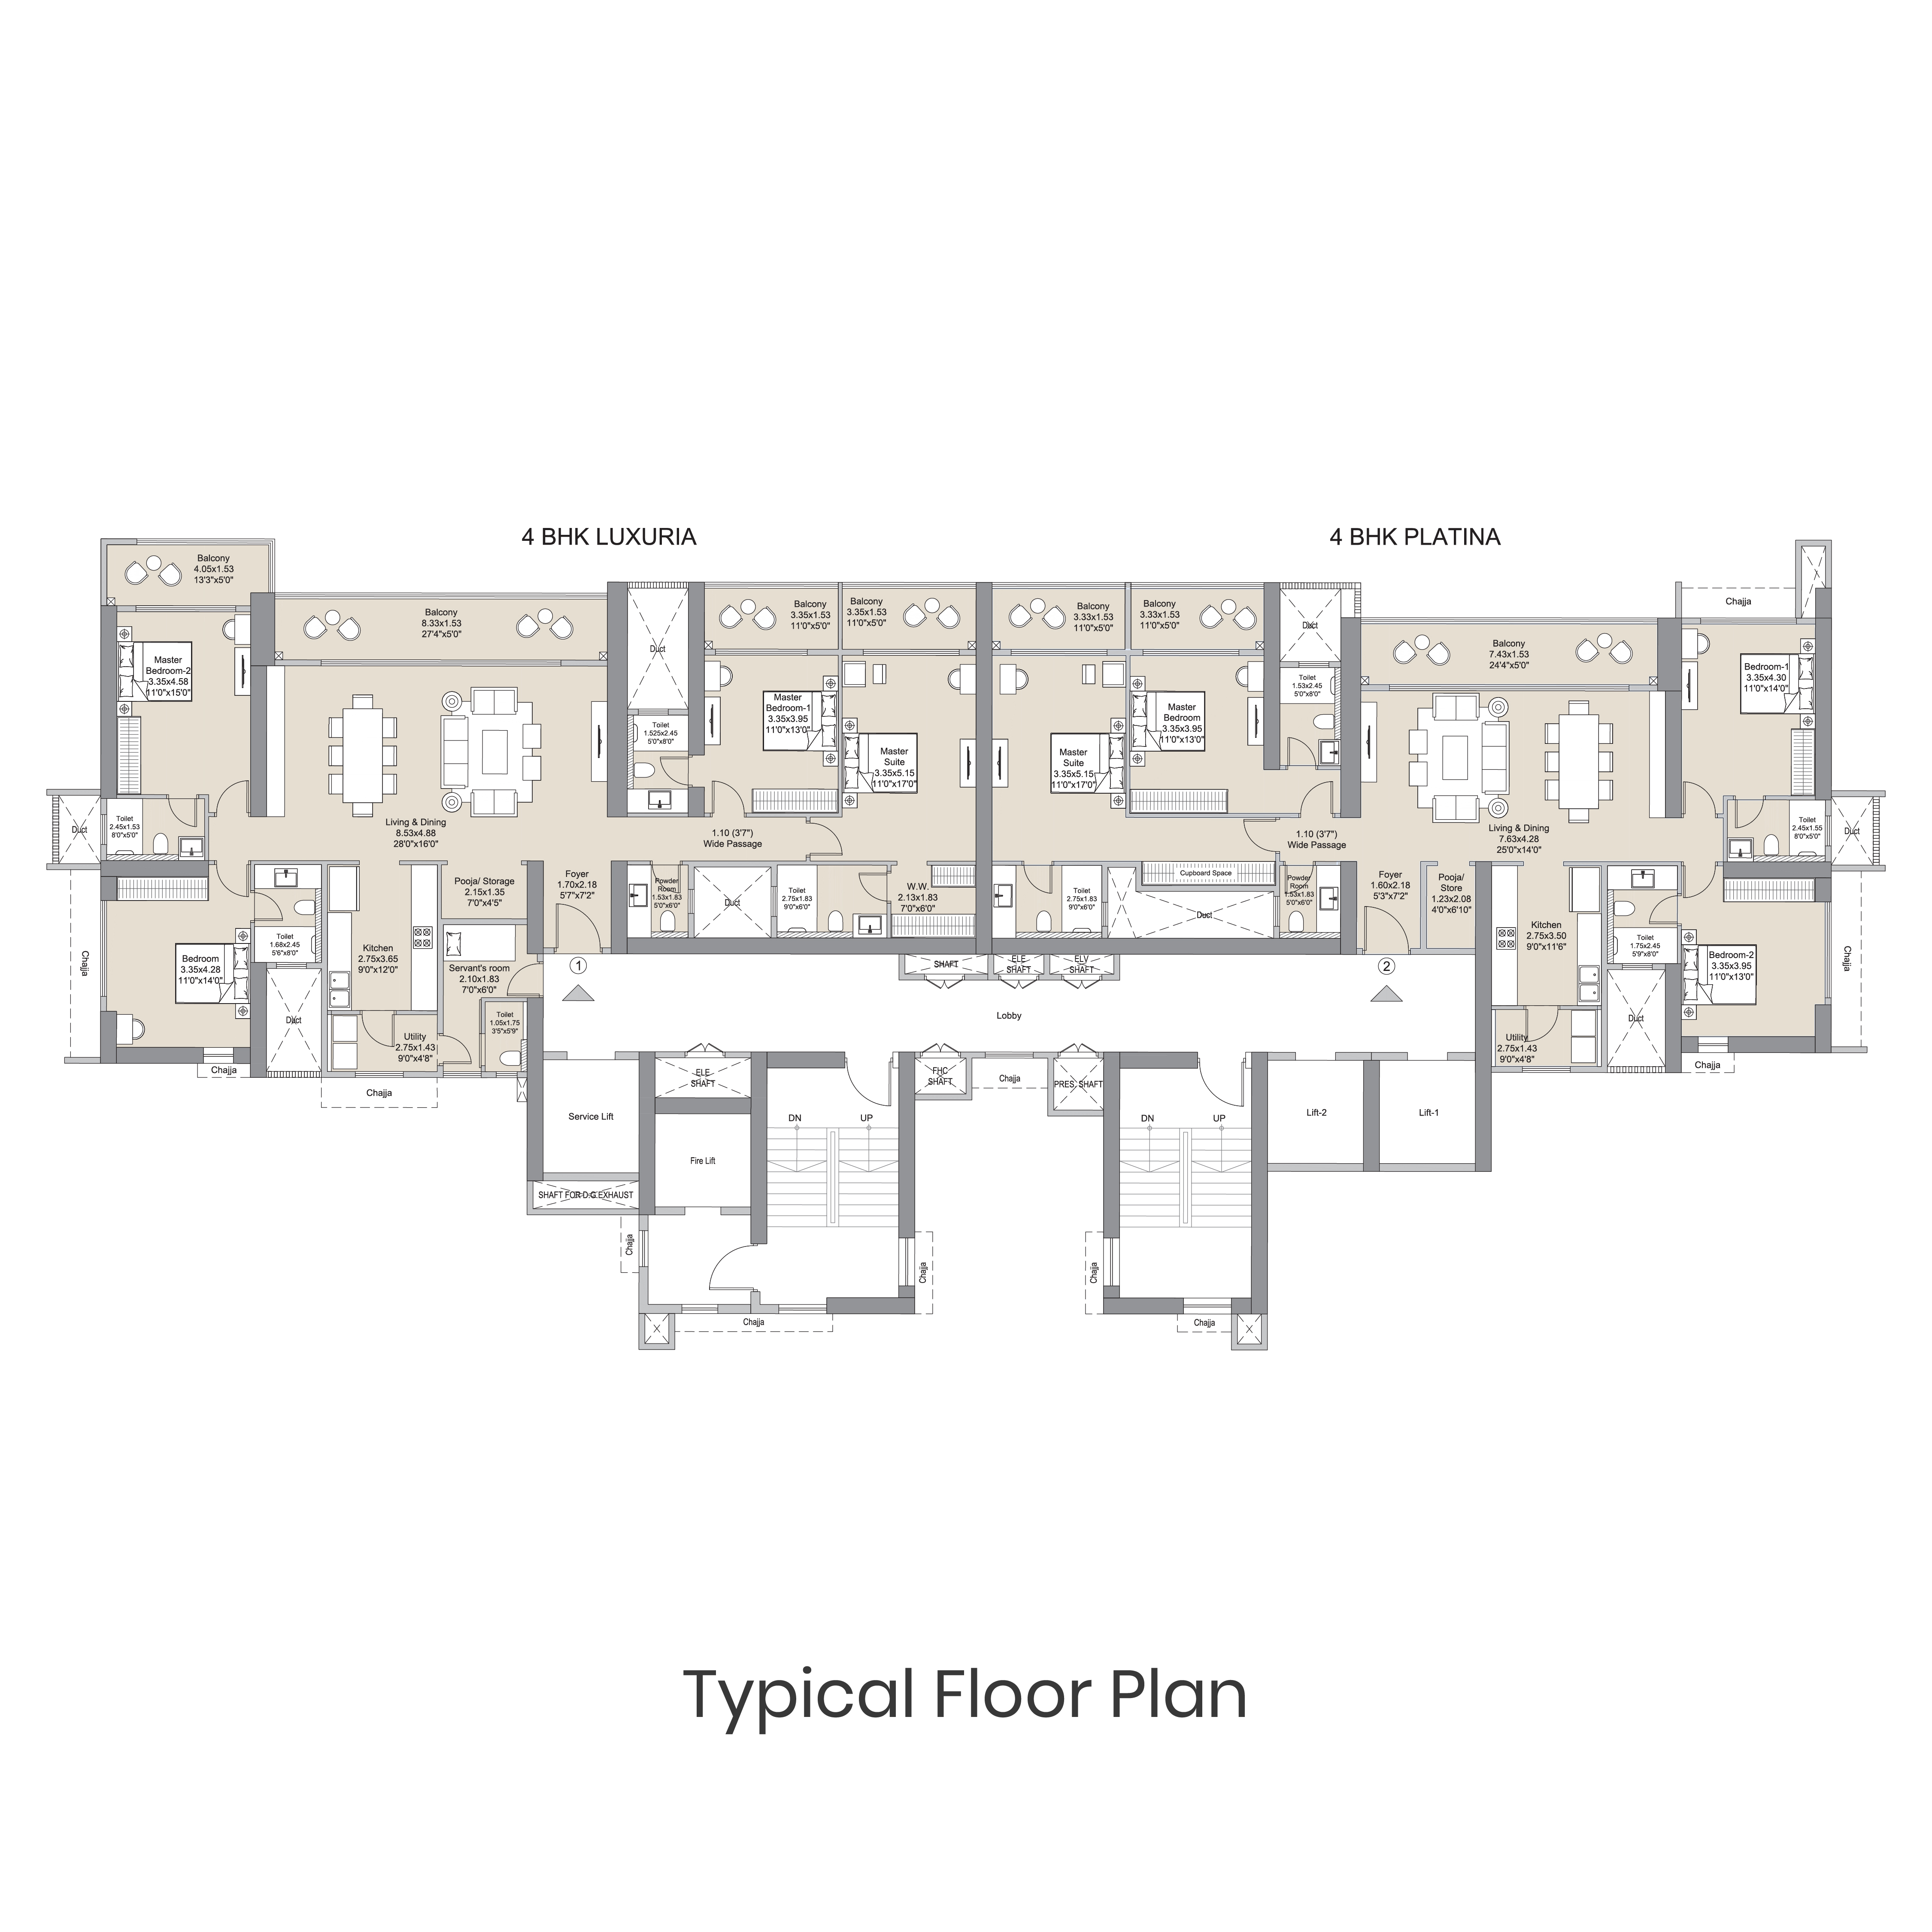 4 BHK LUXURIA
4 BHK PLATINA
Balcony
4.05x1.53
13'3"x5'0"
Balcony
8.33x1.53
27'4"x5'0"
Duct
Balcony
3.35x1.53
11'0"x5'0"
Balcony
3.35x1.53
11'0"x5'0"
Balcony
3.33x1.53
11'0"x5'0"
Balcony
3.33x1.53
11'0"x5'0"
Duct
Balcony
7.43x1.53
24'4"x5'0"
Chajja
Master
Bedroom-2
3.35x4.58
11'0"x15'0"
Toilet
1.525x2.45
5'0"x8'0"
Master
Bedroom-1
3.35x3.95
11'0"x13'0"
Master
Suite
3.35x5.15
11'0"x17'0"
Master
Suite
3.35x5.15
11'0"x17'0"
Master
Bedroom
3.35x3.95
11'0"x13'0"
Toilet
1.53x2.45
5'0"x8'0"
Bedroom-1
3.35x4.30
11'0"x14'0"
Duct
Toilet
2.45x1.53
8'0"x5'0"
Living & Dining
8.53x4.88
28'0"x16'0"
1.10 (3'7")
Wide Passage
1.10 (3'7")
Wide Passage
Living & Dining
7.63x4.28
25'0"x14'0"
Toilet
2.45x1.55
8'0"x5'0"
Duct
Pooja/ Storage
2.15x1.35
7'0"x4'5"
Foyer
1.70x2.18
5'7"x7'2"
Powder
Room
1.53x1.83
5'0"x6'0"
Duct
Toilet
2.75x1.83
9'0"x6'0"
W.W.
2.13x1.83
7'0"x6'0"
Toilet
2.75x1.83
9'0"x6'0"
Cupboard Space
Duct
Powder
Room
1.53x1.83
5'0"x6'0"
Foyer
1.60x2.18
5'3"x7'2"
Pooja/
Store
1.23x2.08
4'0"x6'10"
Chajja
Bedroom
3.35x4.28
11'0"x14'0"
Toilet
1.68x2.45
5'6"x8'0"
Kitchen
2.75x3.65
9'0"x12'0"
Servant's room
2.10x1.83
7'0"x6'0"
1
SHAFT
ELE
SHAFT
ELV
SHAFT
2
Kitchen
2.75x3.50
9'0"x11'6"
Toilet
1.75x2.45
5'9"x8'0"
Bedroom-2
3.35x3.95
11'0"x13'0"
Chajja
Duct
Toilet
1.05x1.75
3'5"x5'9"
Lobby
Duct
Utility
2.75x1.43
9'0"x4'8"
Utility
2.75x1.43
9'0"x4'8"
Chajja
Chajja
Chajja
ELE
SHAFT
FHC
SHAFT
Chajja
PRES. SHAFT
Service Lift
DN
UP
DN
UP
Lift-2
Lift-1
Fire Lift
SHAFT FOR D.G.EXHAUST
Chajja
Chajja
Chajja
Chajja
Chajja
Typical Floor Plan